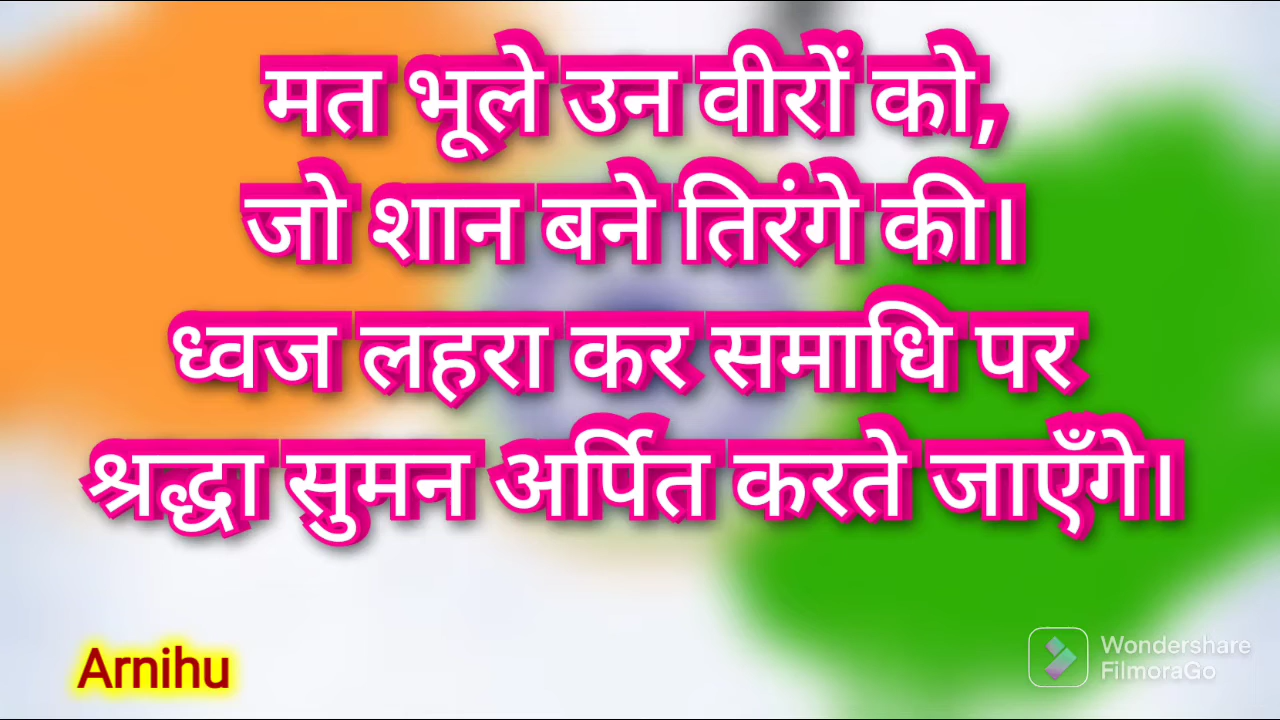 मत भूले उन वीरों को,
जो शान बने तिरंगे की।
ध्वज लहरा कर समाधि पर
श्रद्धा सुमन अर्पित करते जाएँगे।
Arnihu
Wondershare
FilmoraGo